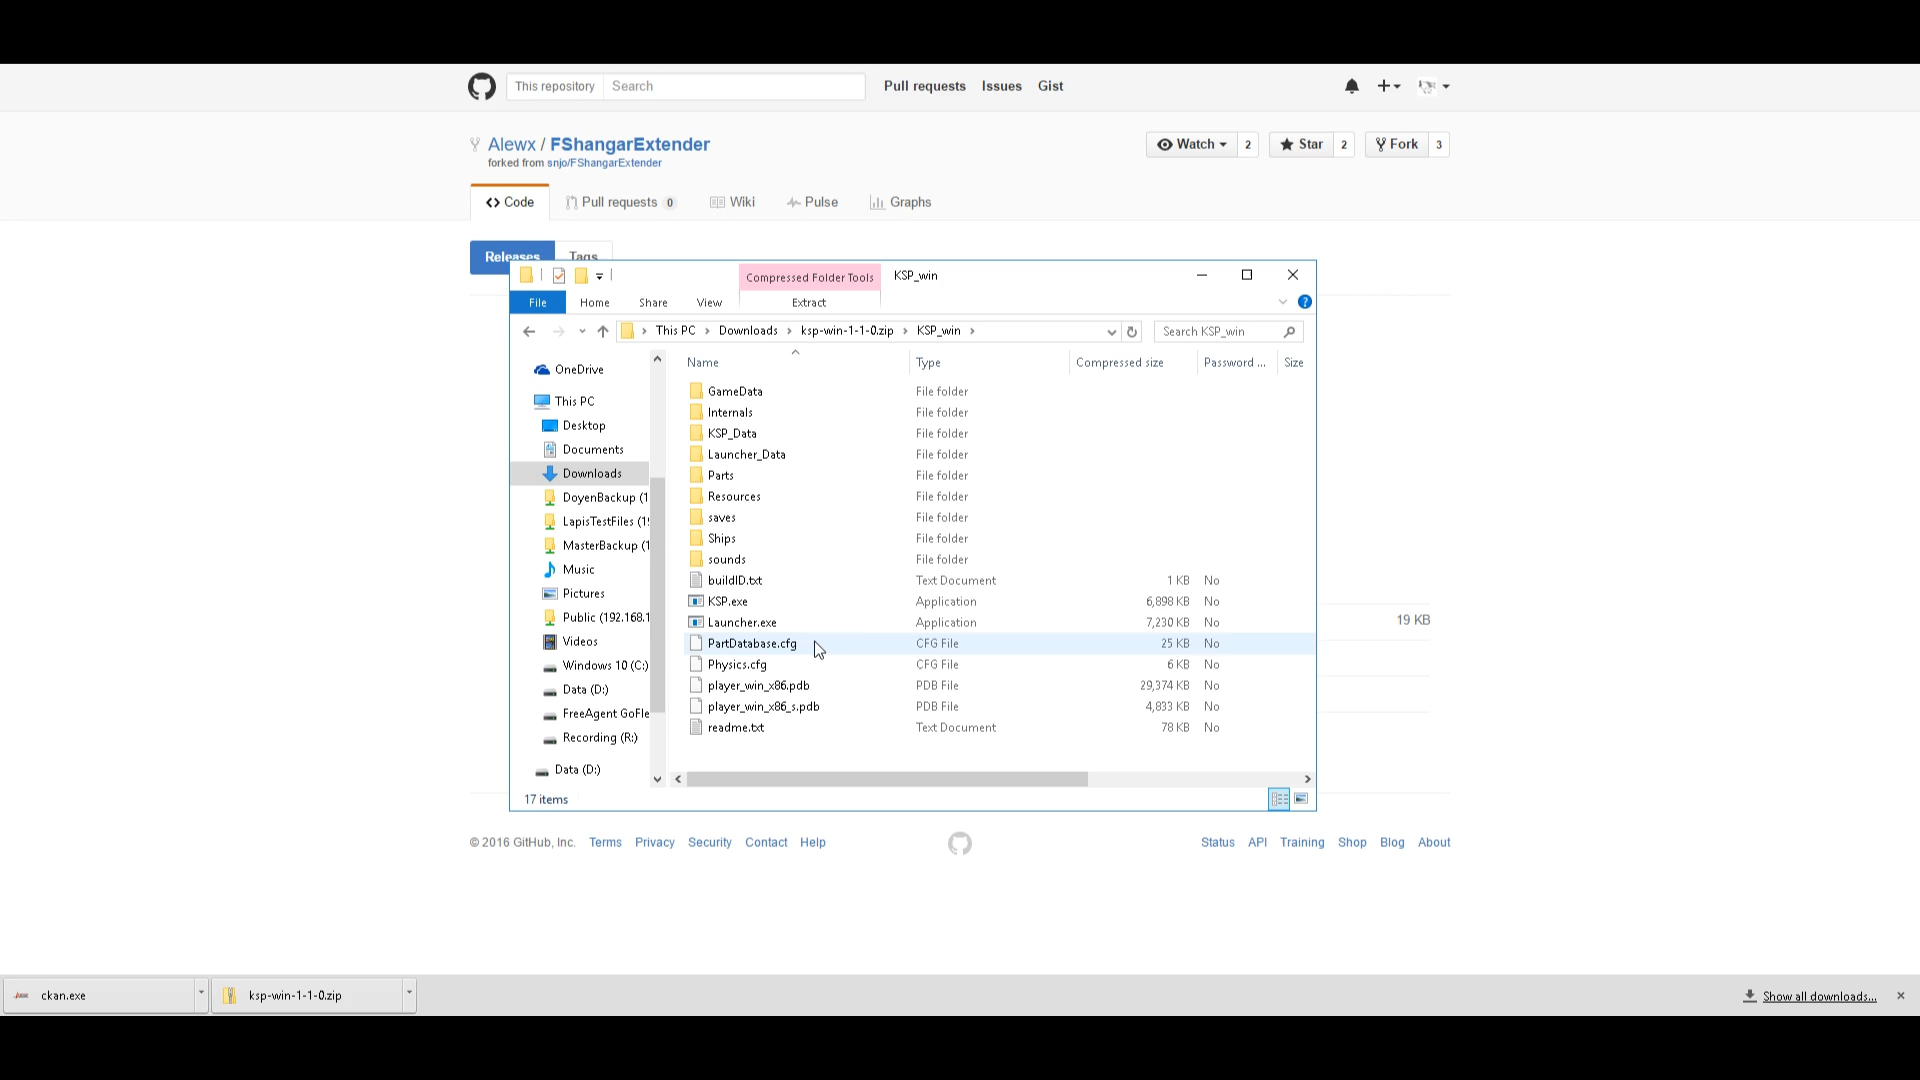 This repository Search Pull requests Issues Gist
Alewx / FShangarExtender
forked from snjo/FShangarExtender
Watch 2 Star 2 Fork 3
Code Pull requests 0 Wiki Pulse Graphs
Releases Tags
Compressed Folder Tools KSP_win
File Home Share View Extract
This PC Downloads ksp-win-1-1-0.zip KSP_win Search KSP_win
Name Type Compressed size Password ... Size
OneDrive
This PC
Desktop
Documents
Downloads
DoyenBackup (1
LapisTestFiles (19
MasterBackup (1
Music
Pictures
Public (192.168.1
Videos
Windows 10 (C:)
Data (D:)
FreeAgent GoFle
Recording (R:)
Data (D:)
GameData File folder
Internals File folder
KSP_Data File folder
Launcher_Data File folder
Parts File folder
Resources File folder
saves File folder
Ships File folder
sounds File folder
buildID.txt Text Document 1 KB No
KSP.exe Application 6,898 KB No
Launcher.exe Application 7,230 KB No
PartDatabase.cfg CFG File 25 KB No
Physics.cfg CFG File 6 KB No
player_win_x86.pdb PDB File 29,374 KB No
player_win_x86_s.pdb PDB File 4,833 KB No
readme.txt Text Document 78 KB No
19 KB
17 items
© 2016 GitHub, Inc. Terms Privacy Security Contact Help Status API Training Shop Blog About
ckan.exe ksp-win-1-1-0.zip Show all downloads...